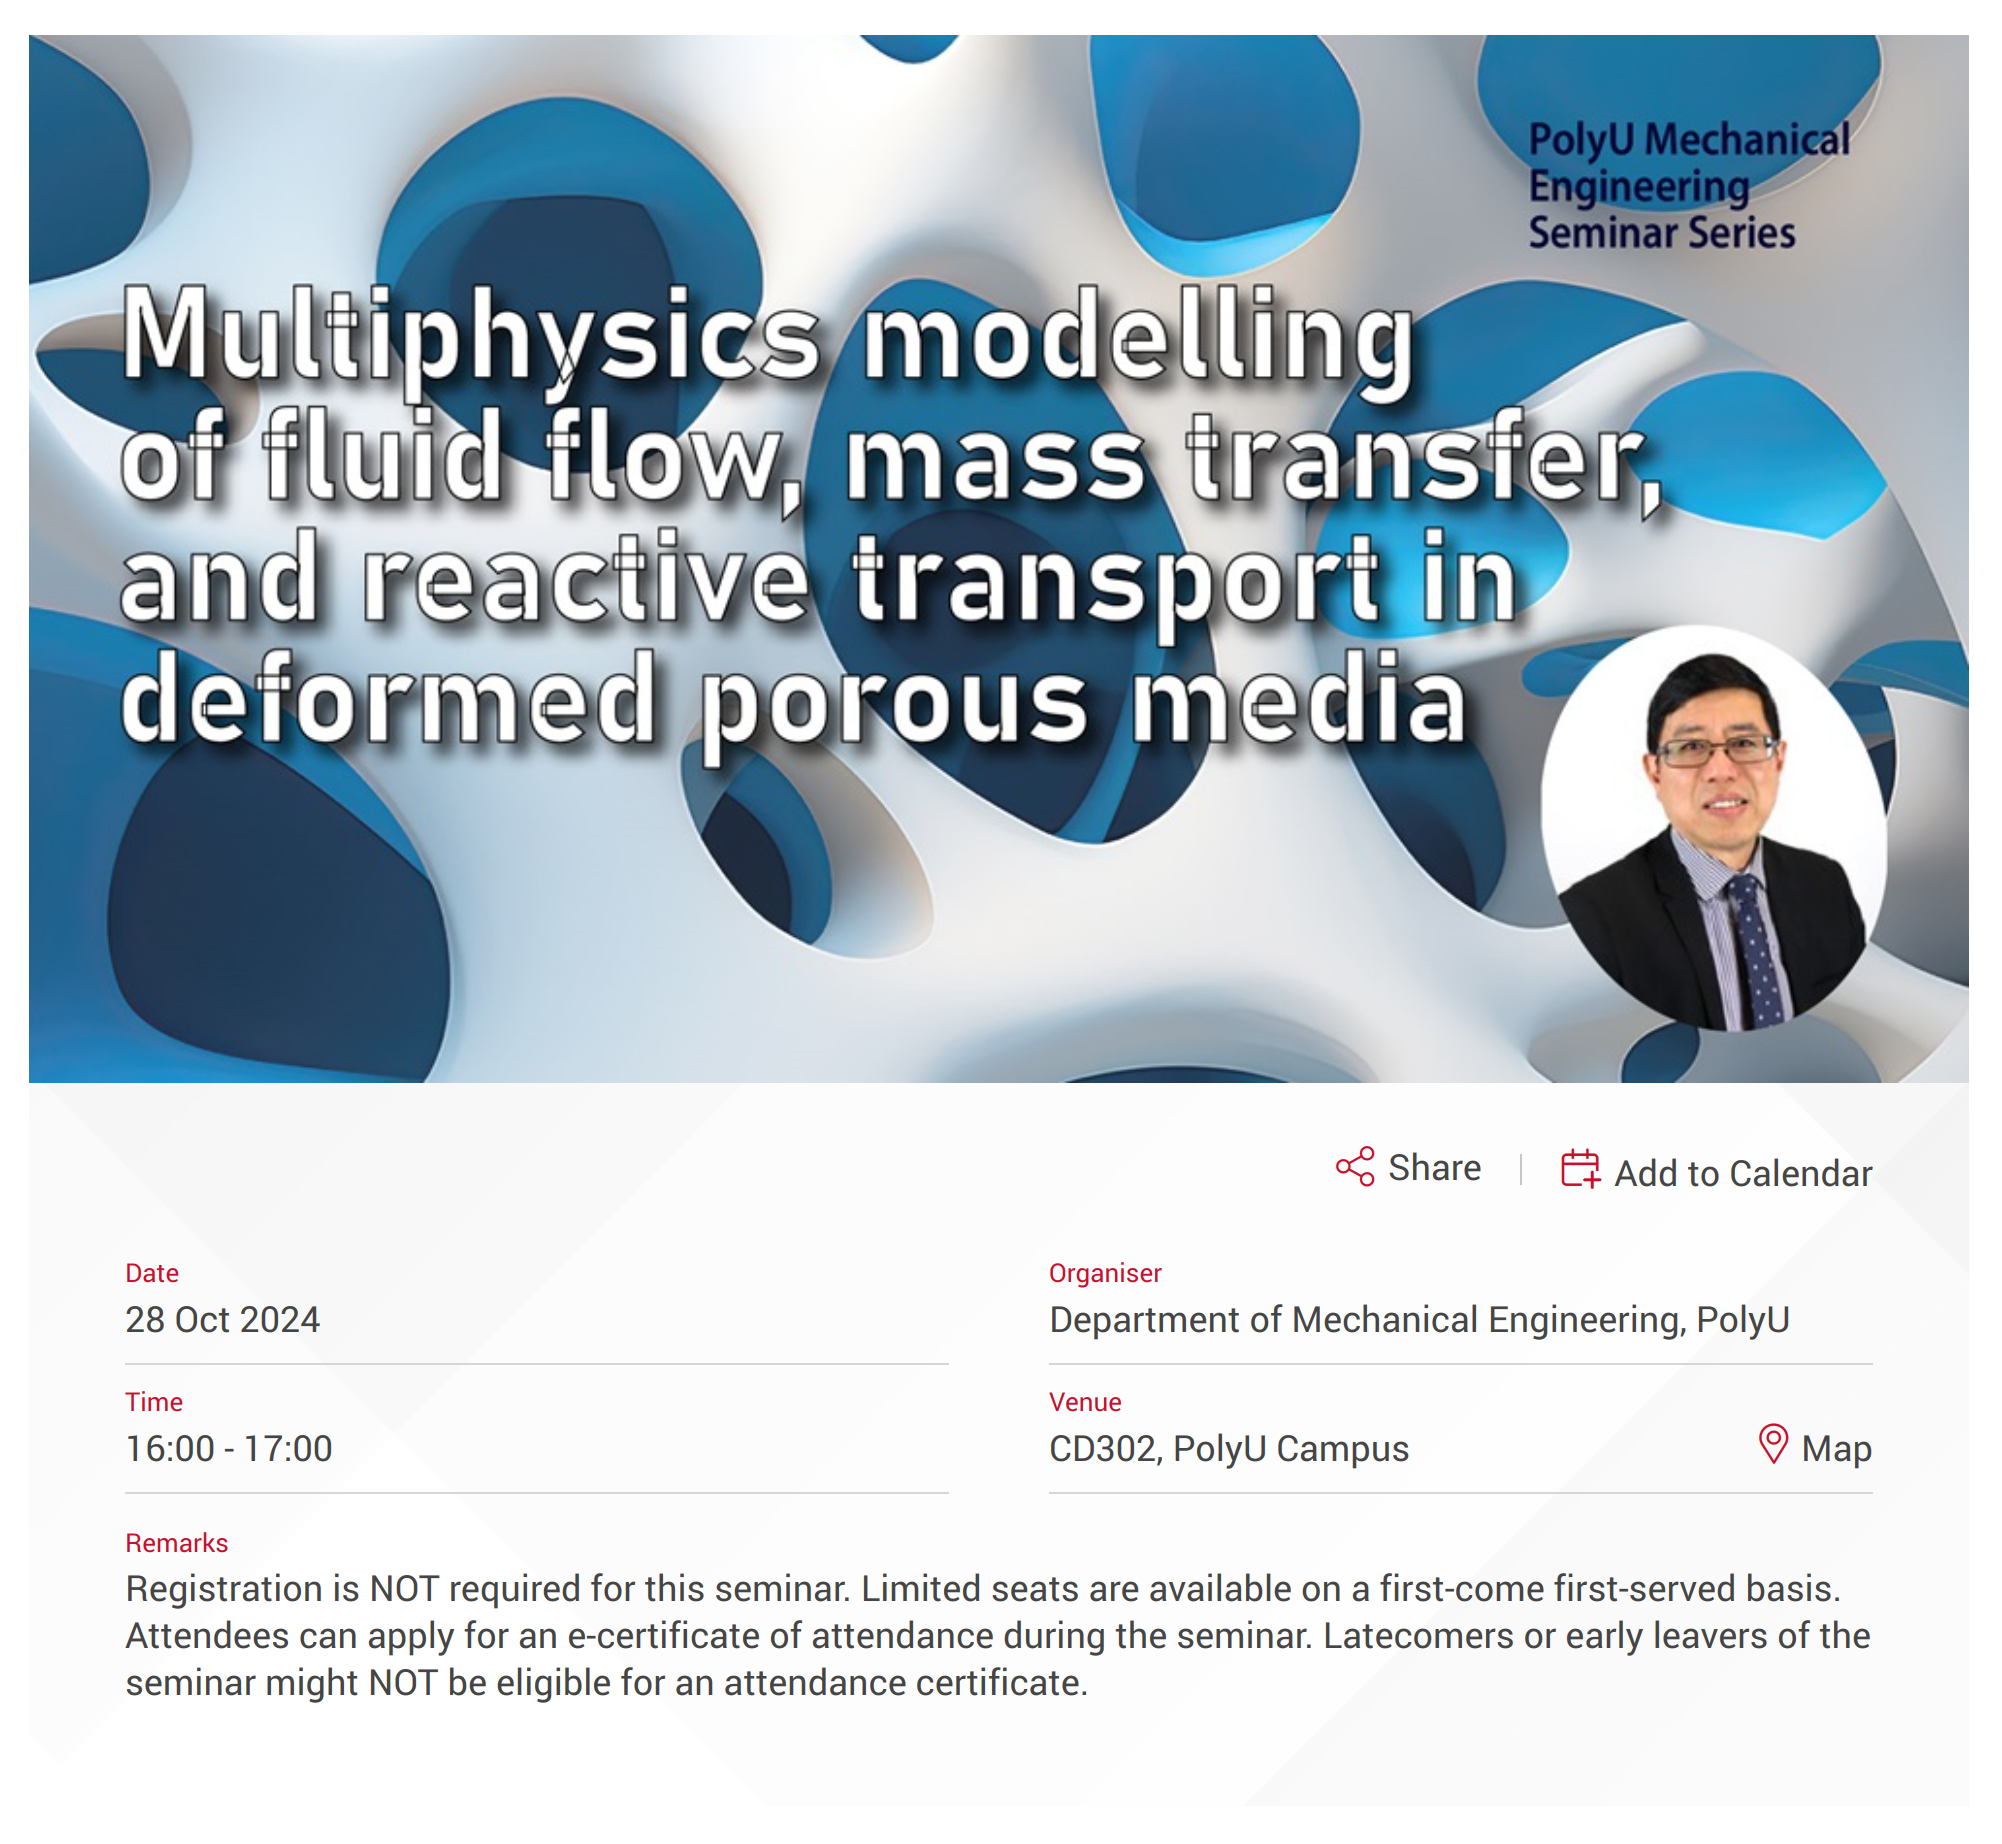 PolyU Mechanical
Engineering
Seminar Series
Multiphysics modelling
of fluid flow, mass transfer,
and reactive transport in
deformed porous media
Share
Add to Calendar
Date
28 Oct 2024
Organiser
Department of Mechanical Engineering, PolyU
Time
16:00 - 17:00
Venue
CD302, PolyU Campus
Map
Remarks
Registration is NOT required for this seminar. Limited seats are available on a first-come first-served basis.
Attendees can apply for an e-certificate of attendance during the seminar. Latecomers or early leavers of the
seminar might NOT be eligible for an attendance certificate.